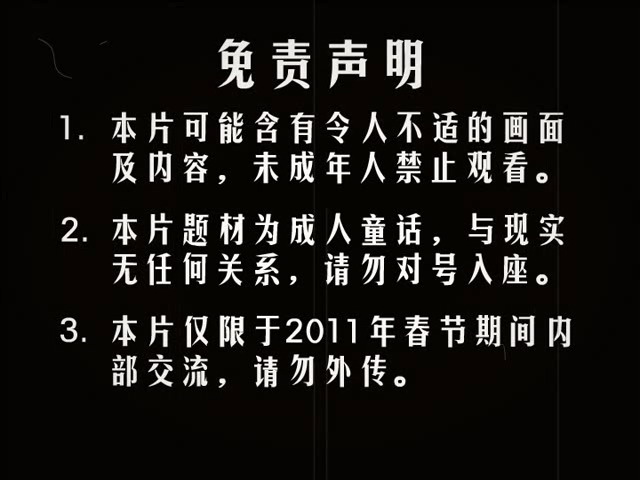 免责声明
1. 本片可能含有令人不适的画面
及内容，未成年人禁止观看。
2. 本片题材为成人童话，与现实
无任何关系，请勿对号入座。
3. 本片仅限于2011年春节期间内
部交流，请勿外传。